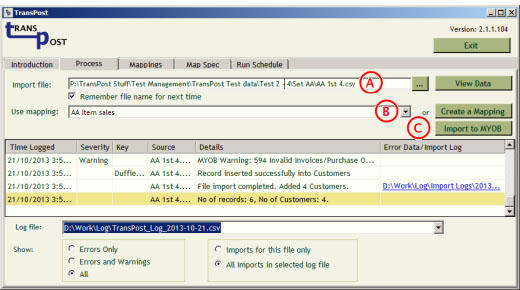 TransPost
TRANS
POST
Version: 2.1.1.104
Exit
Introduction Process Mappings Map Spec Run Schedule
Import file: P:\TransPost Stuff\Test Management\TransPost Test data\Test 2 - 4\Set AA\AA 1st 4.csv A ... View Data
Remember file name for next time
Use mapping: AA Item sales B or Create a Mapping
C Import to MYOB
Time Logged Severity Key Source Details Error Data/Import Log
21/10/2013 3:5... Warning AA 1st 4.... MYOB Warning: 594 Invalid Invoices/Purchase O...
21/10/2013 3:5... Duffie... AA 1st 4.... Record inserted successfully into Customers
21/10/2013 3:5... AA 1st 4.... File import completed. Added 4 Customers. D:\Work\Log\Import Logs\2013...
21/10/2013 3:5... AA 1st 4.... No of records: 6, No of Customers: 4.
Log file: D:\Work\Log\TransPost_Log_2013-10-21.csv
Show: Errors Only Imports for this file only
Errors and Warnings All Imports in selected log file
All